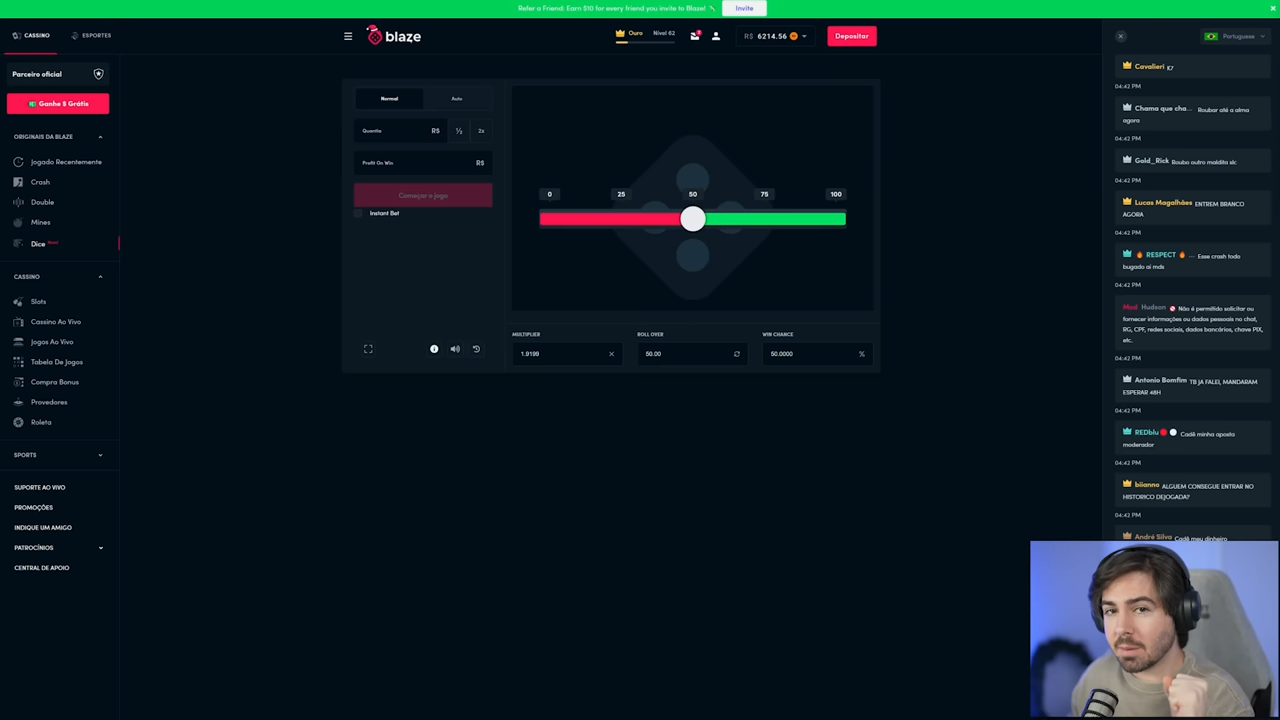 Refer a Friend: Earn $10 for every friend you invite to Blaze!
Invite
CASSINO
ESPORTES
blaze
Ouro
Nível 62
R$ 6214.56
Depositar
Portuguese
Parceiro oficial
Ganhe $ Grátis
ORIGINAIS DA BLAZE
Jogado Recentemente
Crash
Double
Mines
Dice
CASSINO
Slots
Cassino Ao Vivo
Jogos Ao Vivo
Tabela De Jogos
Compra Bonus
Provedores
Roleta
SPORTS
SUPORTE AO VIVO
PROMOÇÕES
INDIQUE UM AMIGO
PATROCÍNIOS
CENTRAL DE APOIO
Normal
Auto
Quantia
R$
½
2x
Profit On Win
R$
Começar o jogo
Instant Bet
0
25
50
75
100
MULTIPLIER
ROLL OVER
WIN CHANCE
1.9199
50.00
50.0000
%
Cavalieri K7
04:42 PM
Chama que cha... Roubar até a alma
agora
04:42 PM
Gold_Rick Roubo outro maldita slc
04:42 PM
Lucas Magalhães ENTREM BRANCO
AGORA
04:42 PM
RESPECT ... Esse crash todo
bugado ai mds
04:42 PM
Mod Hudson Não é permitido solicitar ou
fornecer informações ou dados pessoais no chat,
RG, CPF, redes sociais, dados bancários, chave PIX,
etc.
04:42 PM
Antonio Bomfim TB JA FALEI, MANDARAM
ESPERAR 48H
04:42 PM
REDblu Cadê minha aposta
moderador
04:42 PM
biianno ALGUEM CONSEGUE ENTRAR NO
HISTORICO DEJOGADA?
04:42 PM
André Silva Cadê meu dinheiro